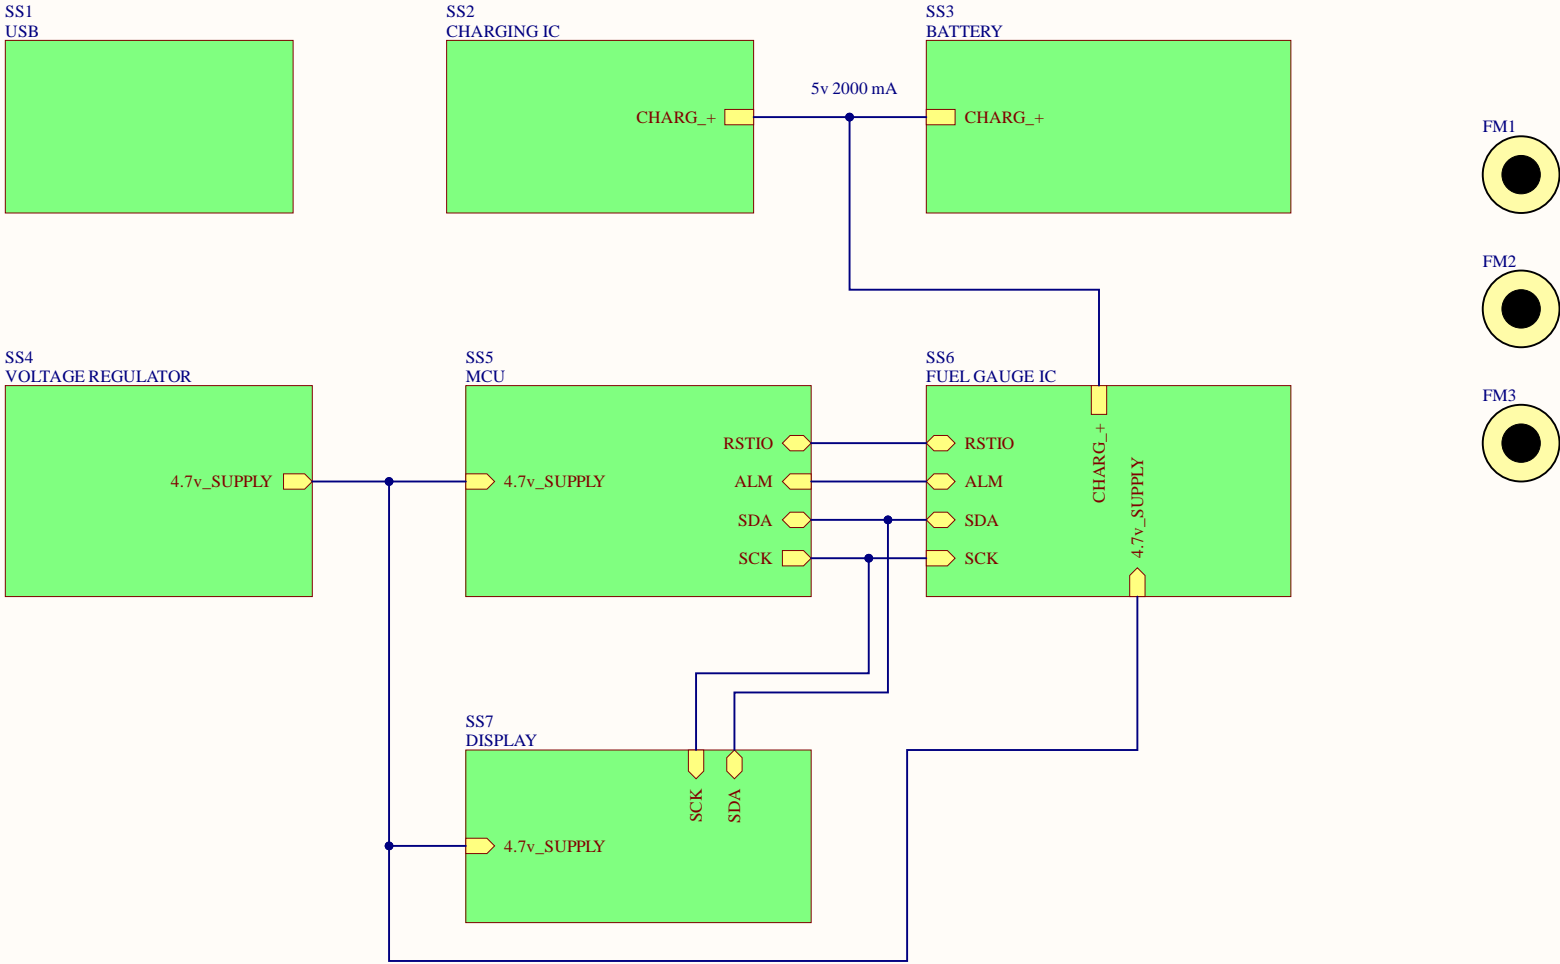 SS1
USB
SS2
CHARGING IC
SS3
BATTERY
5v 2000 mA
CHARG_+
CHARG_+
FM1
FM2
SS4
VOLTAGE REGULATOR
SS5
MCU
SS6
FUEL GAUGE IC
FM3
4.7v_SUPPLY
4.7v_SUPPLY
RSTIO
ALM
SDA
SCK
RSTIO
ALM
SDA
SCK
CHARG_+
4.7v_SUPPLY
SS7
DISPLAY
SCK
SDA
4.7v_SUPPLY